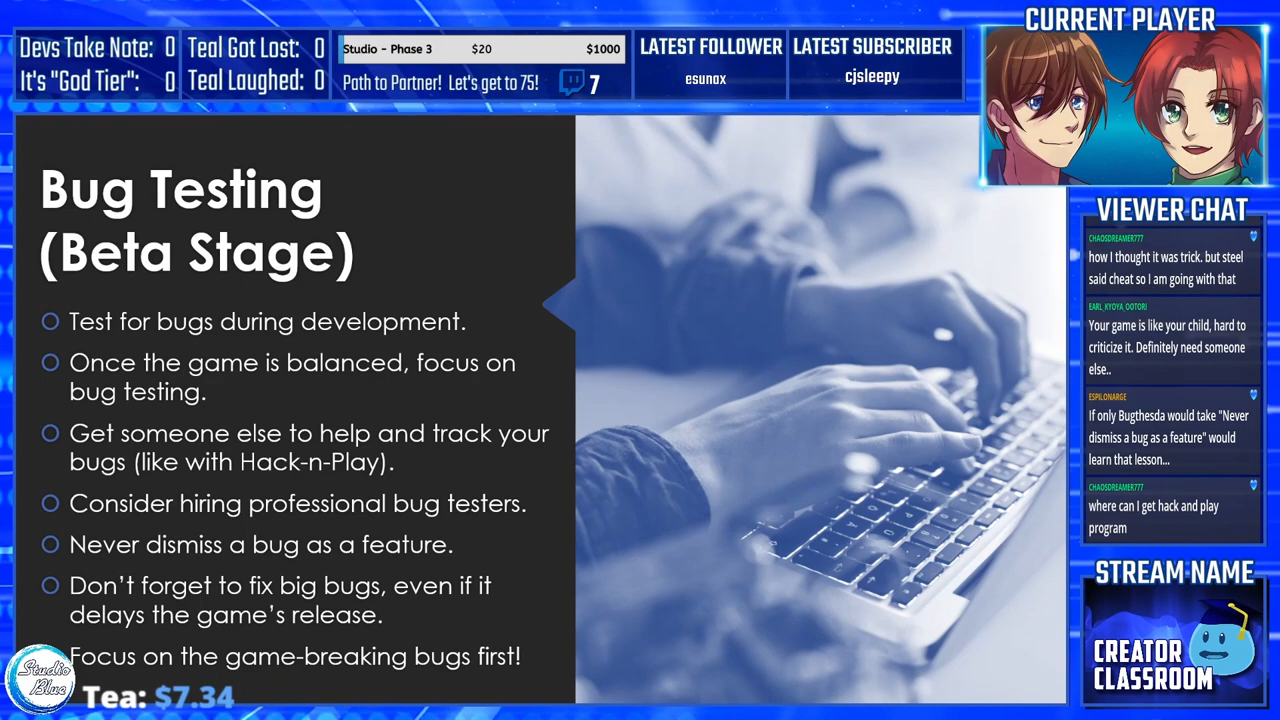 Devs Take Note: 0
It's "God Tier": 0
Teal Got Lost: 0
Teal Laughed: 0
Studio - Phase 3 $20 $1000
Path to Partner! Let's get to 75! 7
LATEST FOLLOWER
esunax
LATEST SUBSCRIBER
cjsleepy
CURRENT PLAYER
Bug Testing
(Beta Stage)
Test for bugs during development.
Once the game is balanced, focus on
bug testing.
Get someone else to help and track your
bugs (like with Hack-n-Play).
Consider hiring professional bug testers.
Never dismiss a bug as a feature.
Don't forget to fix big bugs, even if it
delays the game's release.
Focus on the game-breaking bugs first!
Studio
Blue
Tea: $7.34
VIEWER CHAT
CHAOSDREAMER777
how I thought it was trick. but steel
said cheat so I am going with that
EARL_KYOYA_OOTORI
Your game is like your child, hard to
criticize it. Definitely need someone
else..
ESPILONARGE
If only Bugthesda would take "Never
dismiss a bug as a feature" would
learn that lesson...
CHAOSDREAMER777
where can I get hack and play
program
STREAM NAME
CREATOR
CLASSROOM